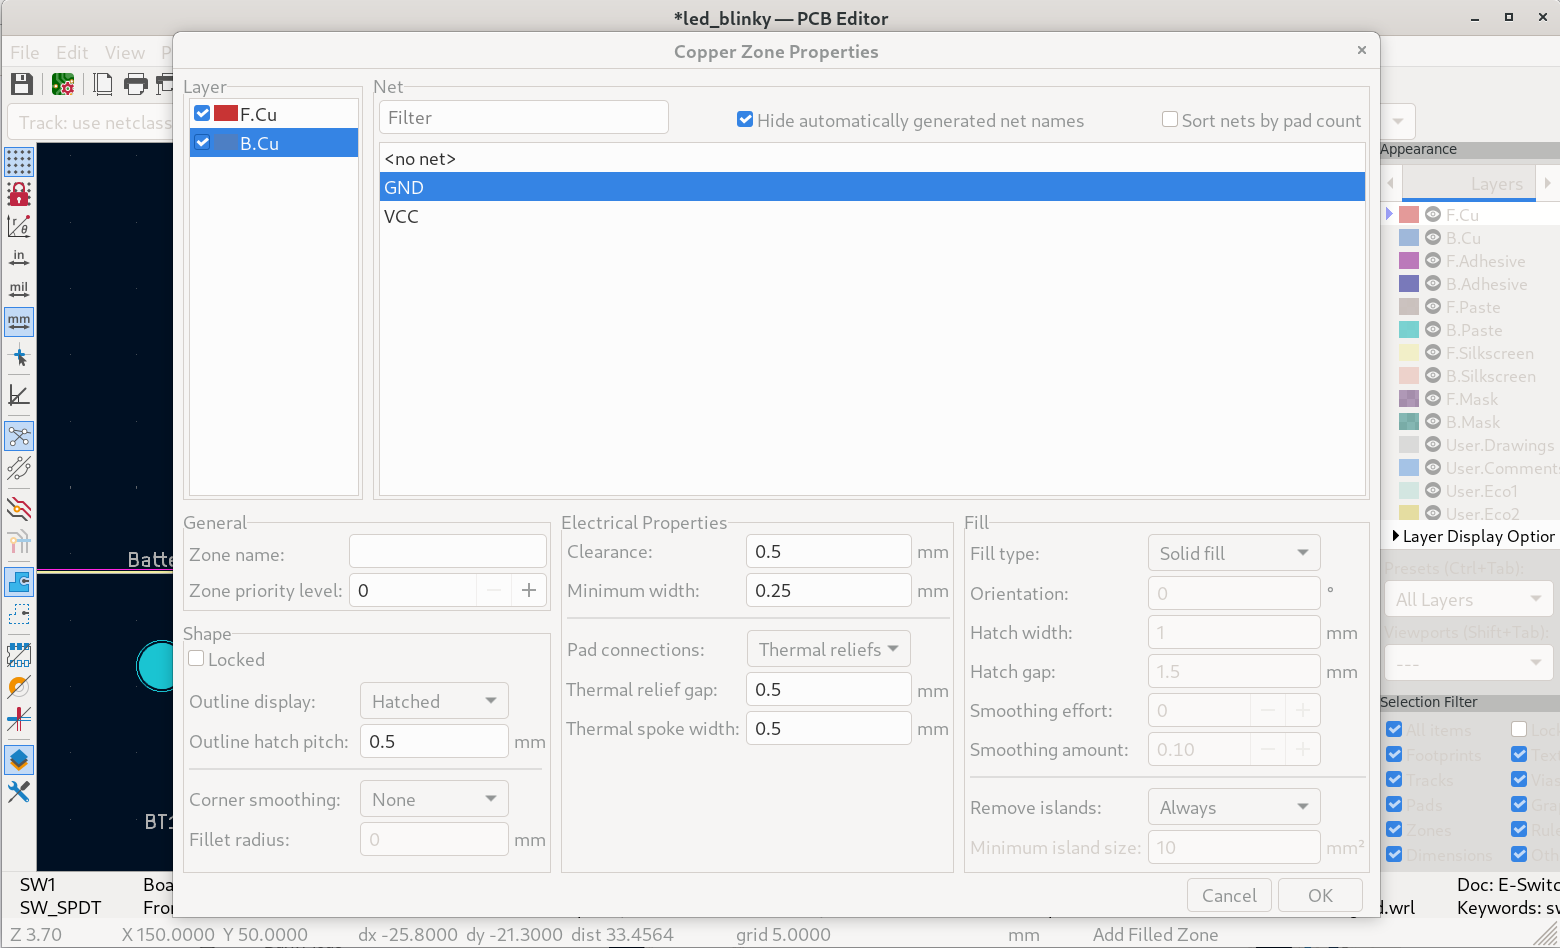 *led_blinky — PCB Editor
File Edit View P
Copper Zone Properties
Track: use netclass
Layer
F.Cu
B.Cu
Net
Filter
Hide automatically generated net names
Sort nets by pad count
<no net>
GND
VCC
in
mil
mm
Batte
BT1
General
Zone name:
Zone priority level: 0
Shape
Locked
Outline display: Hatched
Outline hatch pitch: 0.5 mm
Corner smoothing: None
Fillet radius: 0 mm
Electrical Properties
Clearance: 0.5 mm
Minimum width: 0.25 mm
Pad connections: Thermal reliefs
Thermal relief gap: 0.5 mm
Thermal spoke width: 0.5 mm
Fill
Fill type: Solid fill
Orientation: 0 °
Hatch width: 1 mm
Hatch gap: 1.5 mm
Smoothing effort: 0
Smoothing amount: 0.10
Remove islands: Always
Minimum island size: 10 mm²
Cancel OK
Appearance
Layers
F.Cu
B.Cu
F.Adhesive
B.Adhesive
F.Paste
B.Paste
F.Silkscreen
B.Silkscreen
F.Mask
B.Mask
User.Drawings
User.Comments
User.Eco1
User.Eco2
Layer Display Optior
Presets (Ctrl+Tab):
All Layers
Viewports (Shift+Tab):
---
Selection Filter
All items Lock
Footprints Text
Tracks Vias
Pads Gra
Zones Rule
Dimensions Oth
SW1 Boa Doc: E-Switc
SW_SPDT Fror d.wrl Keywords: sw
Z 3.70 X 150.0000 Y 50.0000 dx -25.8000 dy -21.3000 dist 33.4564 grid 5.0000 mm Add Filled Zone